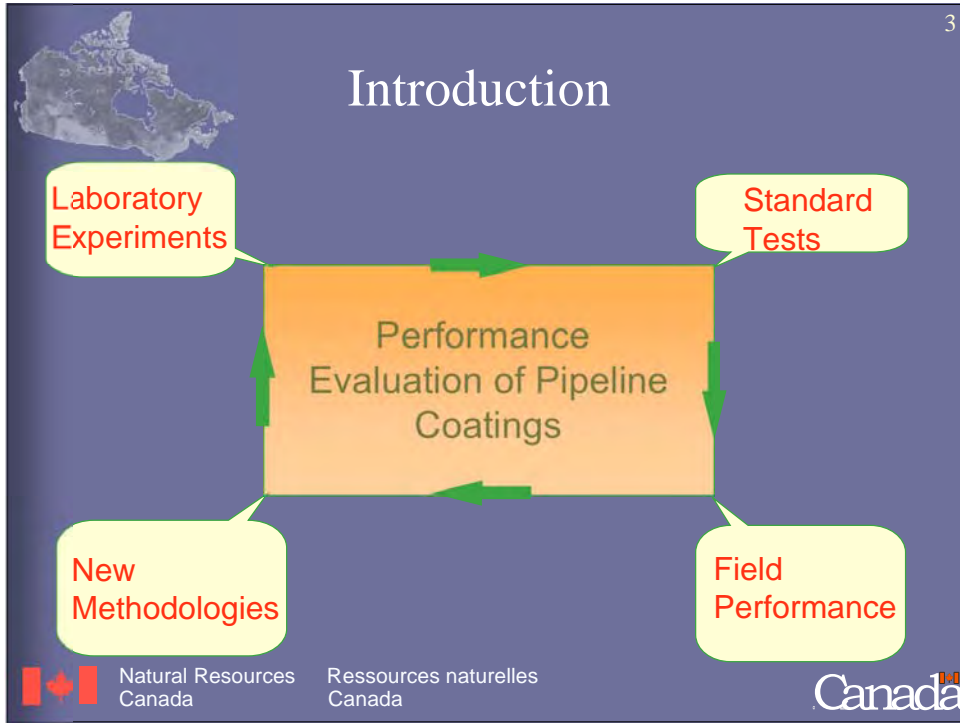 3
Introduction
Laboratory
Experiments
Standard
Tests
Performance
Evaluation of Pipeline
Coatings
New
Methodologies
Field
Performance
Natural Resources
Canada
Ressources naturelles
Canada
Canada